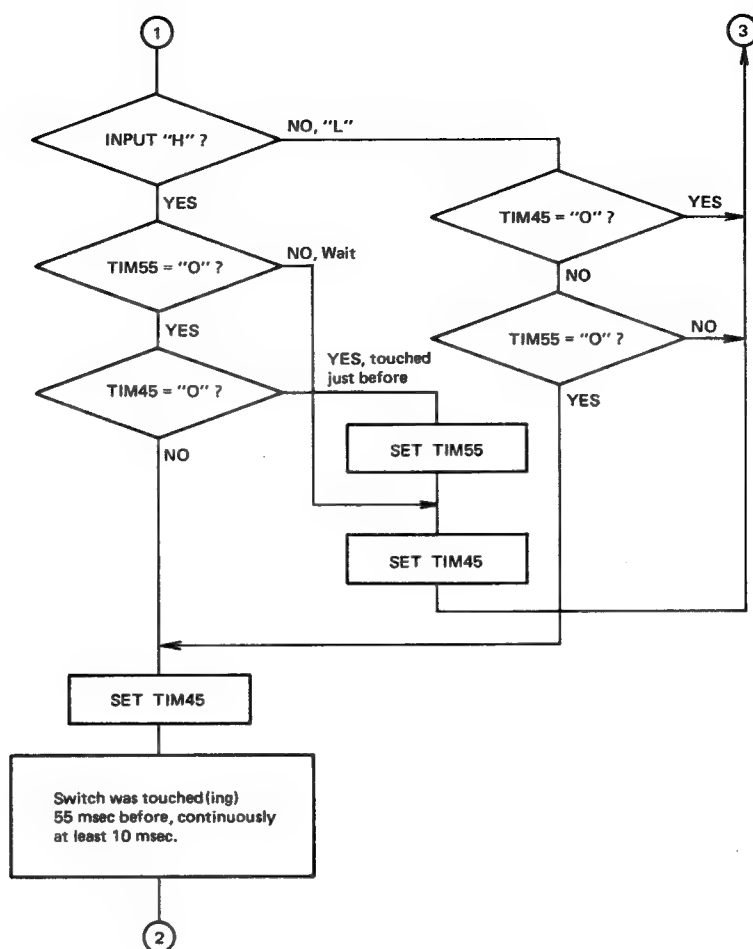 1
3
INPUT "H" ?
NO, "L"
YES
TIM45 = "O" ?
YES
TIM55 = "O" ?
NO, Wait
NO
YES
TIM55 = "O" ?
NO
TIM45 = "O" ?
YES, touched
just before
YES
NO
SET TIM55
SET TIM45
SET TIM45
Switch was touched(ing)
55 msec before, continuously
at least 10 msec.
2